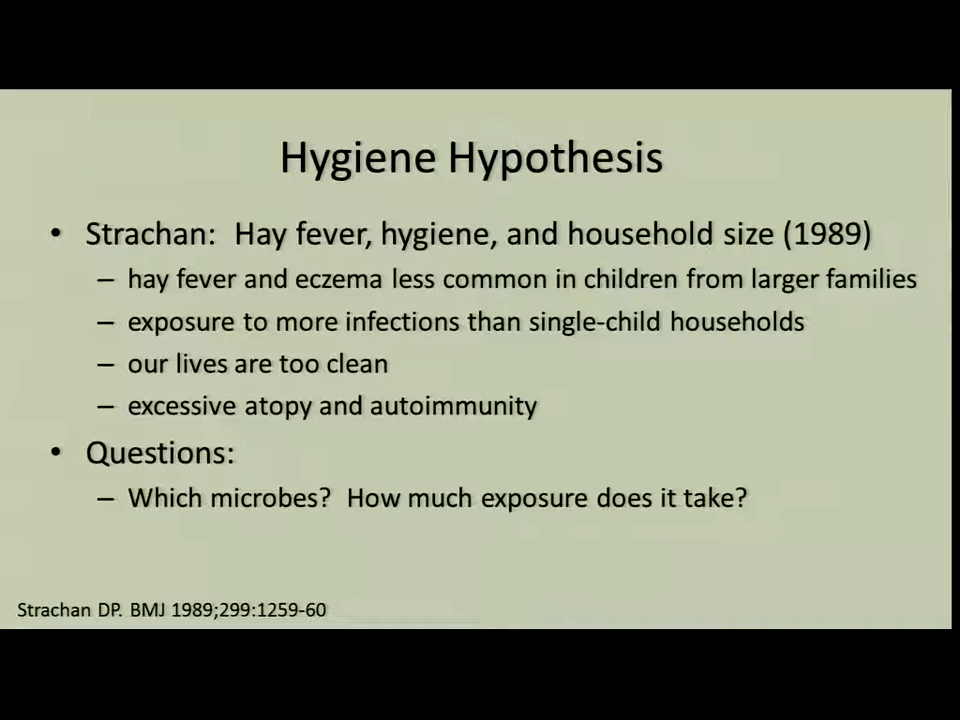 Hygiene Hypothesis
• Strachan:  Hay fever, hygiene, and household size (1989)
– hay fever and eczema less common in children from larger families
– exposure to more infections than single-child households
– our lives are too clean
– excessive atopy and autoimmunity
• Questions:
– Which microbes?  How much exposure does it take?
Strachan DP. BMJ 1989;299:1259-60